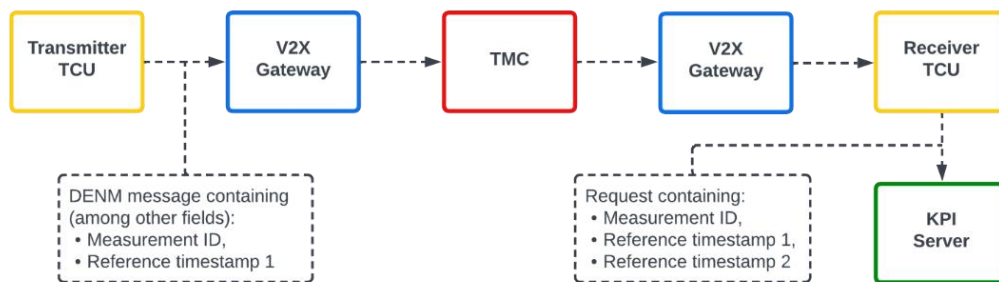 Transmitter
TCU
V2X
Gateway
TMC
V2X
Gateway
Receiver
TCU
DENM message containing
(among other fields):
• Measurement ID,
• Reference timestamp 1
Request containing:
• Measurement ID,
• Reference timestamp 1,
• Reference timestamp 2
KPI
Server